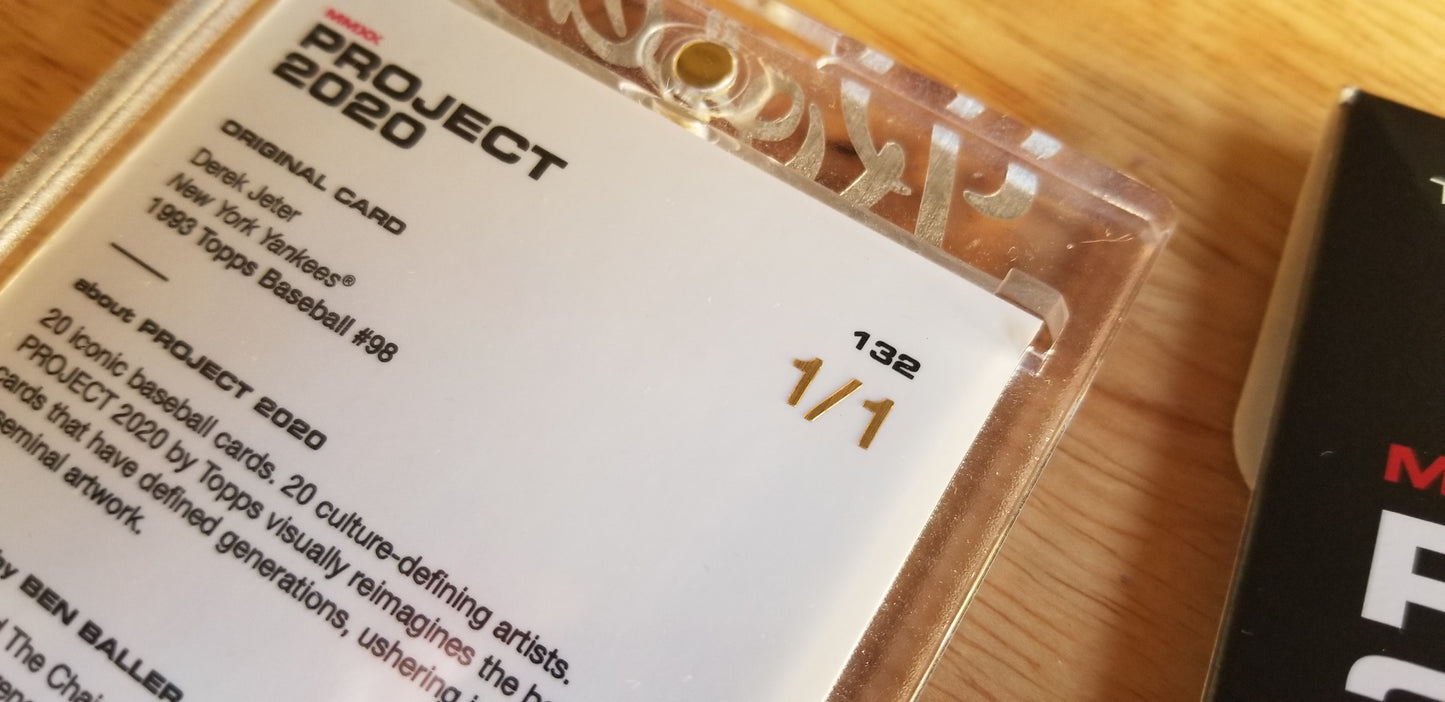 MMXX
PROJECT
2020
ORIGINAL CARD
Derek Jeter
New York Yankees®
1993 Topps Baseball #98
132
1/1
about PROJECT 2020
20 iconic baseball cards. 20 culture-defining artists.
PROJECT 2020 by Topps visually reimagines the
cards that have defined generations, ushering
seminal artwork.
by BEN BALLER
The